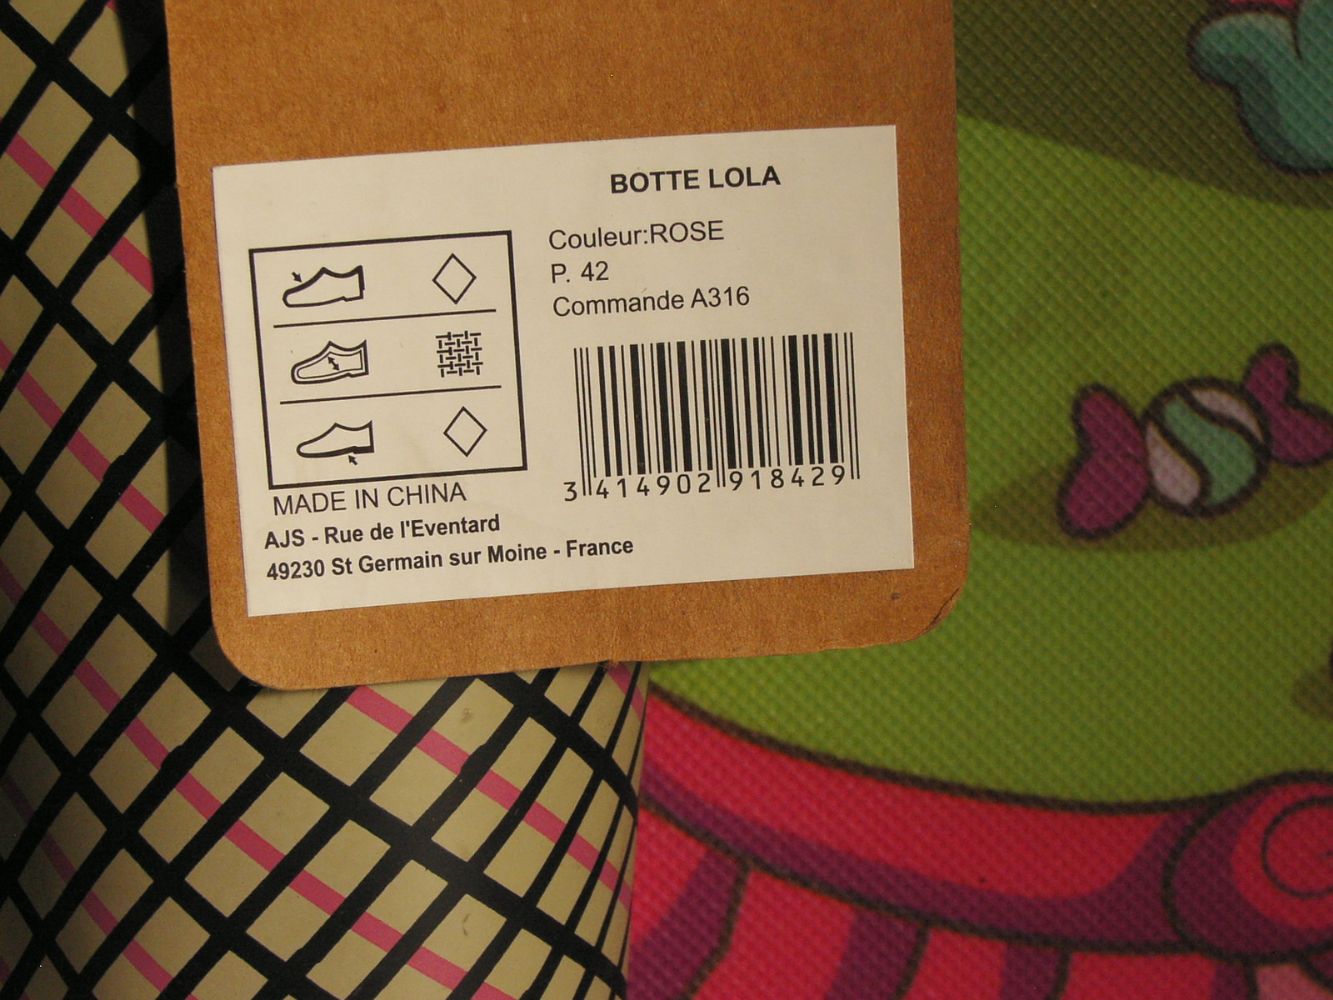 BOTTE LOLA
Couleur:ROSE
P. 42
Commande A316
3 414902 918429
MADE IN CHINA
AJS - Rue de l'Eventard
49230 St Germain sur Moine - France